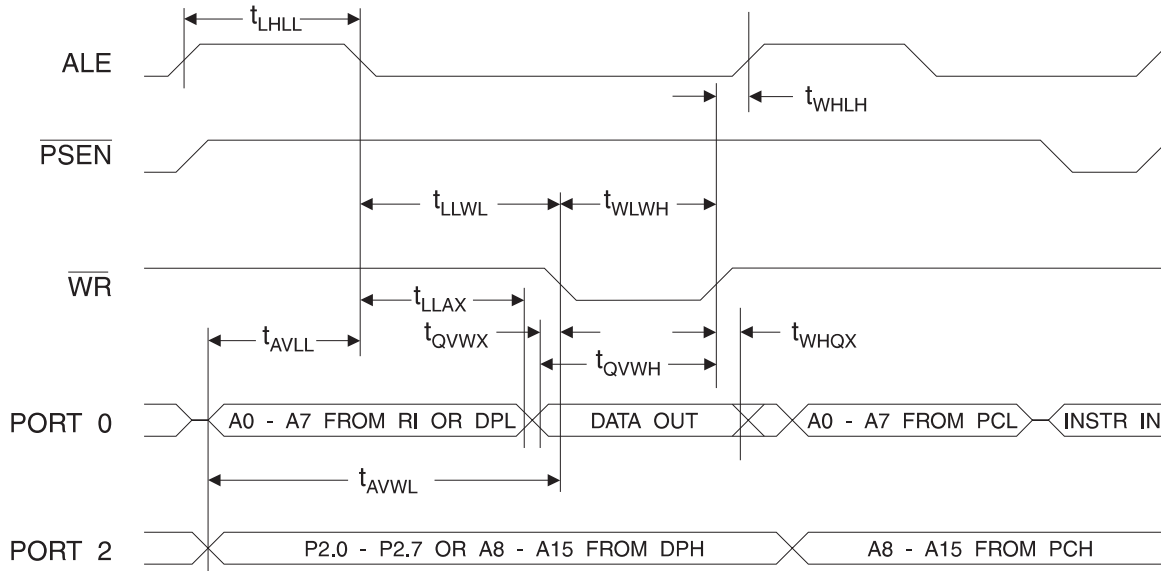 tLHLL
ALE
tWHLH
PSEN
tLLWL
tWLWH
WR
tLLAX
tAVLL
tQVWX
tWHQX
tQVWH
PORT 0
A0 - A7 FROM RI OR DPL
DATA OUT
A0 - A7 FROM PCL
INSTR IN
tAVWL
PORT 2
P2.0 - P2.7 OR A8 - A15 FROM DPH
A8 - A15 FROM PCH